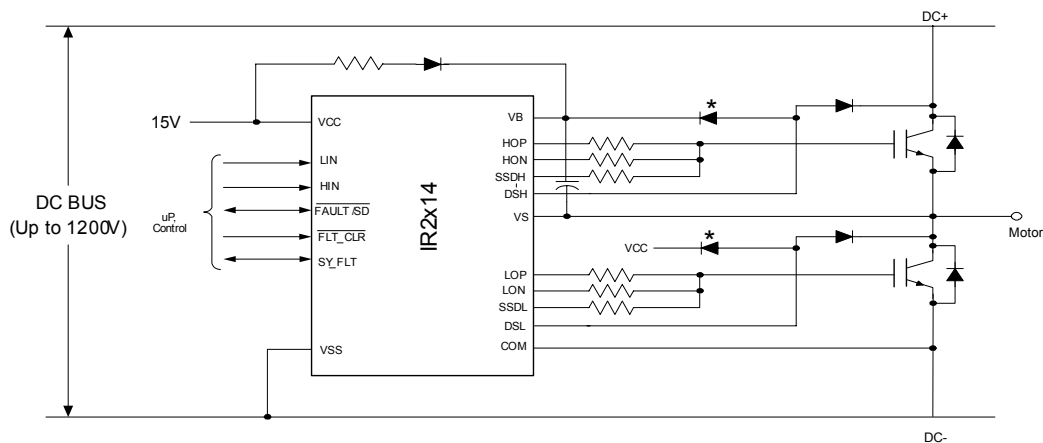 DC+
15V
DC BUS
(Up to 1200V)
uP,
Control
VCC
LIN
HIN
FAULT/SD
FLT_CLR
SY_FLT
VSS
IR2x14
VB
HOP
HON
SSDH
DSH
VS
LOP
LON
SSDL
DSL
COM
*
VCC
*
Motor
DC-